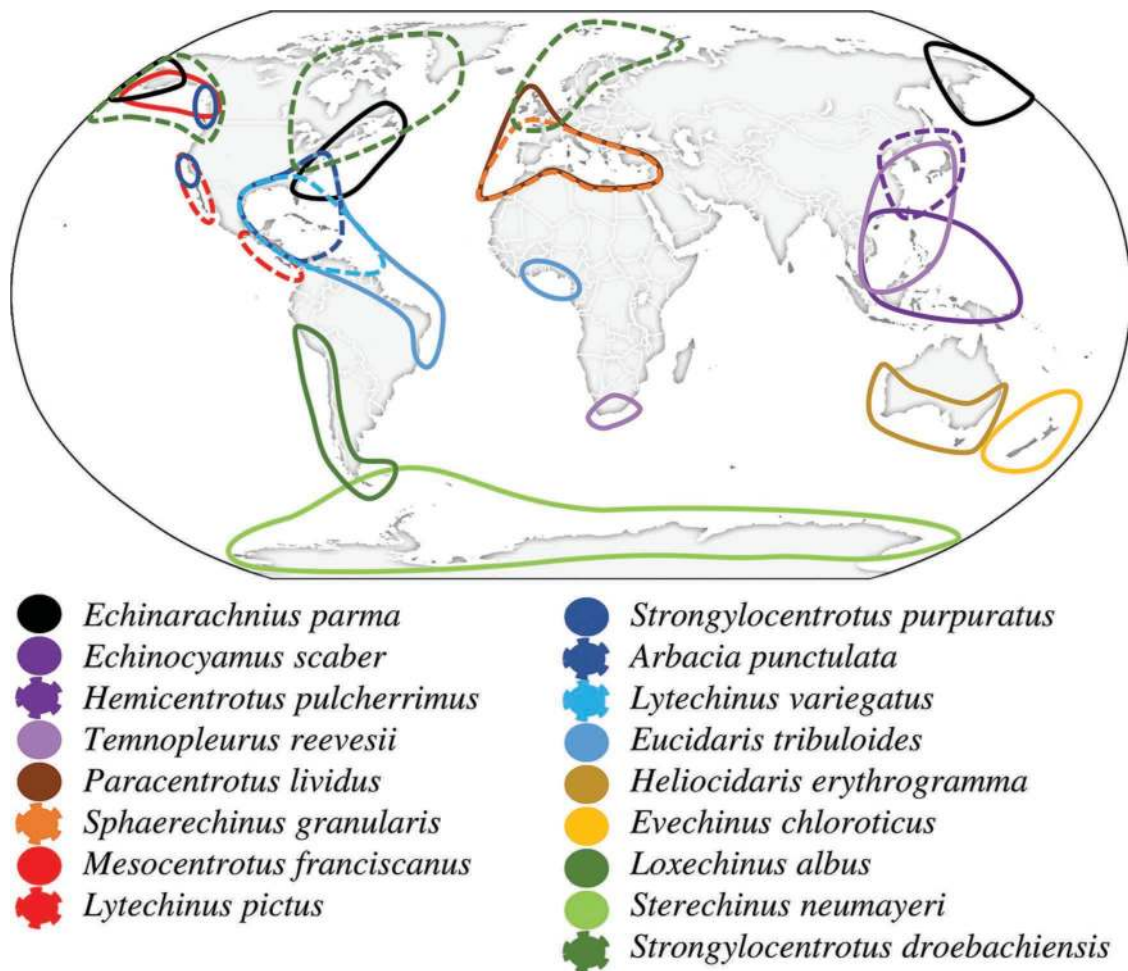 Echinarachnius parma
Echinocyamus scaber
Hemicentrotus pulcherrimus
Temnopleurus reevesii
Paracentrotus lividus
Sphaerechinus granularis
Mesocentrotus franciscanus
Lytechinus pictus
Strongylocentrotus purpuratus
Arbacia punctulata
Lytechinus variegatus
Eucidaris tribuloides
Heliocidaris erythrogramma
Evechinus chloroticus
Loxechinus albus
Sterechinus neumayeri
Strongylocentrotus droebachiensis